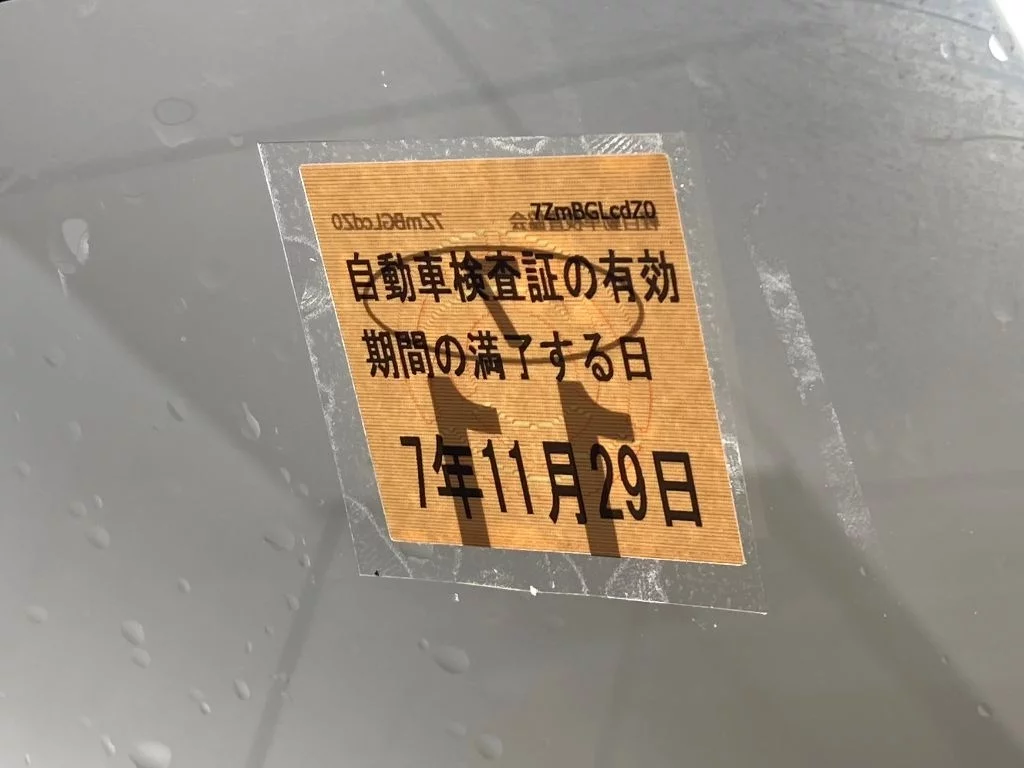 7ZmBGLcdZ0
自動車検査証の有効
期間の満了する日
7年11月29日